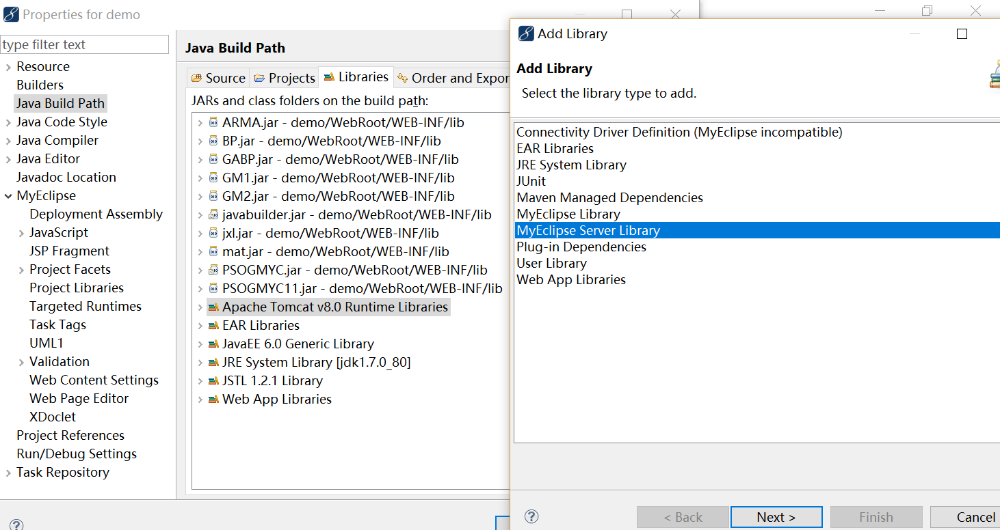 Properties for demo
type filter text
Resource
Builders
Java Build Path
Java Code Style
Java Compiler
Java Editor
Javadoc Location
MyEclipse
Deployment Assembly
JavaScript
JSP Fragment
Project Facets
Project Libraries
Targeted Runtimes
Task Tags
UML1
Validation
Web Content Settings
Web Page Editor
XDoclet
Project References
Run/Debug Settings
Task Repository
Java Build Path
Source
Projects
Libraries
Order and Expor
JARs and class folders on the build path:
ARMA.jar - demo/WebRoot/WEB-INF/lib
BP.jar - demo/WebRoot/WEB-INF/lib
GABP.jar - demo/WebRoot/WEB-INF/lib
GM1.jar - demo/WebRoot/WEB-INF/lib
GM2.jar - demo/WebRoot/WEB-INF/lib
javabuilder.jar - demo/WebRoot/WEB-INF/lib
jxl.jar - demo/WebRoot/WEB-INF/lib
mat.jar - demo/WebRoot/WEB-INF/lib
PSOGMYC.jar - demo/WebRoot/WEB-INF/lib
PSOGMYC11.jar - demo/WebRoot/WEB-INF/lib
Apache Tomcat v8.0 Runtime Libraries
EAR Libraries
JavaEE 6.0 Generic Library
JRE System Library [jdk1.7.0_80]
JSTL 1.2.1 Library
Web App Libraries
Add Library
Add Library
Select the library type to add.
Connectivity Driver Definition (MyEclipse incompatible)
EAR Libraries
JRE System Library
JUnit
Maven Managed Dependencies
MyEclipse Library
MyEclipse Server Library
Plug-in Dependencies
User Library
Web App Libraries
< Back
Next >
Finish
Cancel